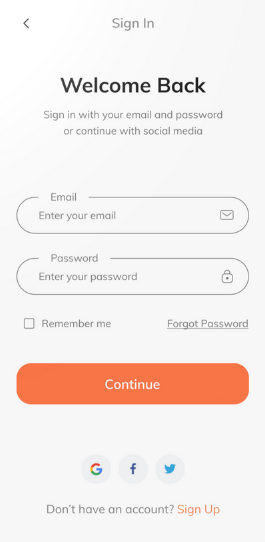 Sign In
Welcome Back
Sign in with your email and password
or continue with social media
Email
Enter your email
Password
Enter your password
Remember me Forgot Password
Continue
Don't have an account? Sign Up